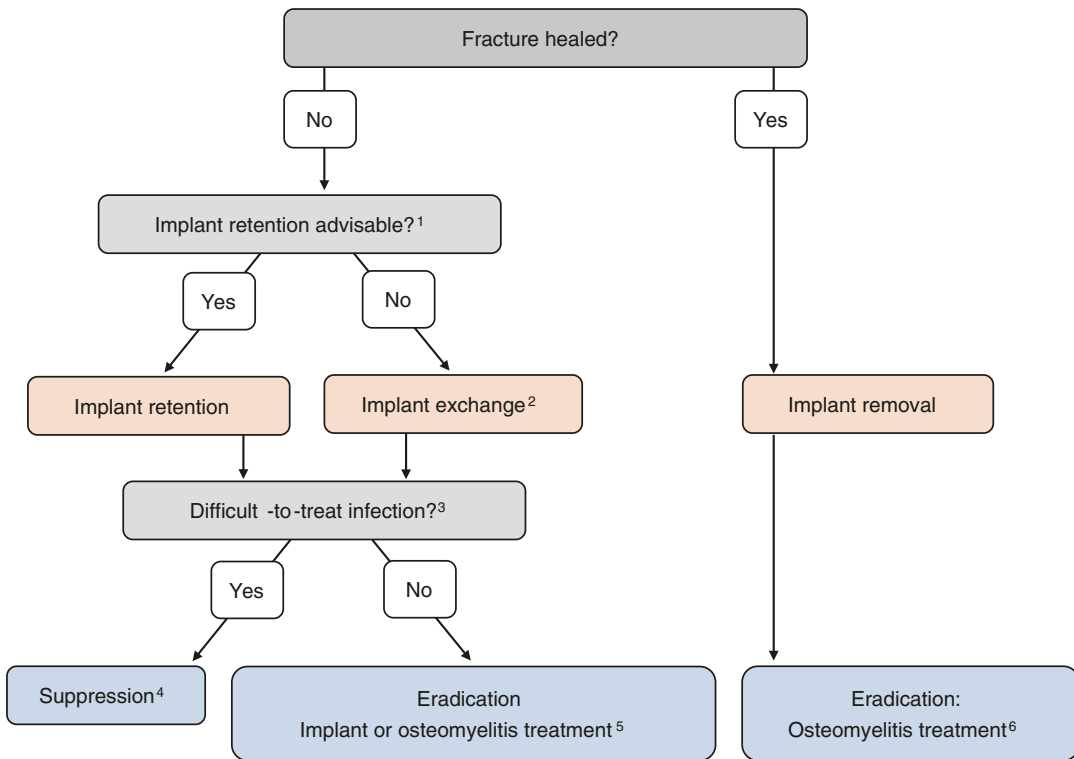 Fracture healed?
No
Yes
Implant retention advisable?¹
Yes
No
Implant retention
Implant exchange²
Implant removal
Difficult -to-treat infection?³
Yes
No
Suppression⁴
Eradication
Implant or osteomyelitis treatment⁵
Eradication:
Osteomyelitis treatment⁶